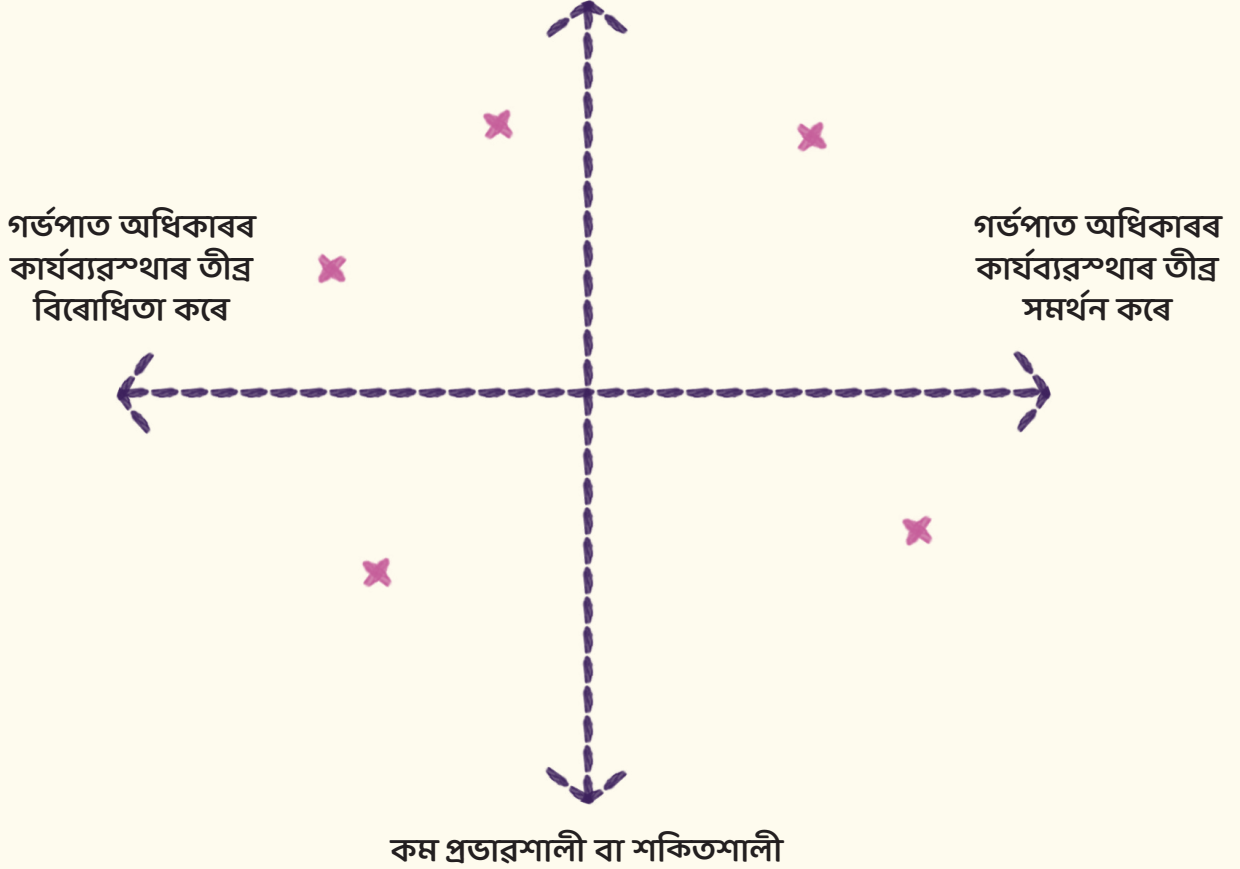 গৰ্ভপাত অধিকাৰৰ
কাৰ্যব্যৱস্থাৰ তীব্ৰ
বিৰোধিতা কৰে
গৰ্ভপাত অধিকাৰৰ
কাৰ্যব্যৱস্থাৰ তীব্ৰ
সমৰ্থন কৰে
কম প্ৰভাৱশালী বা শকিতশালী